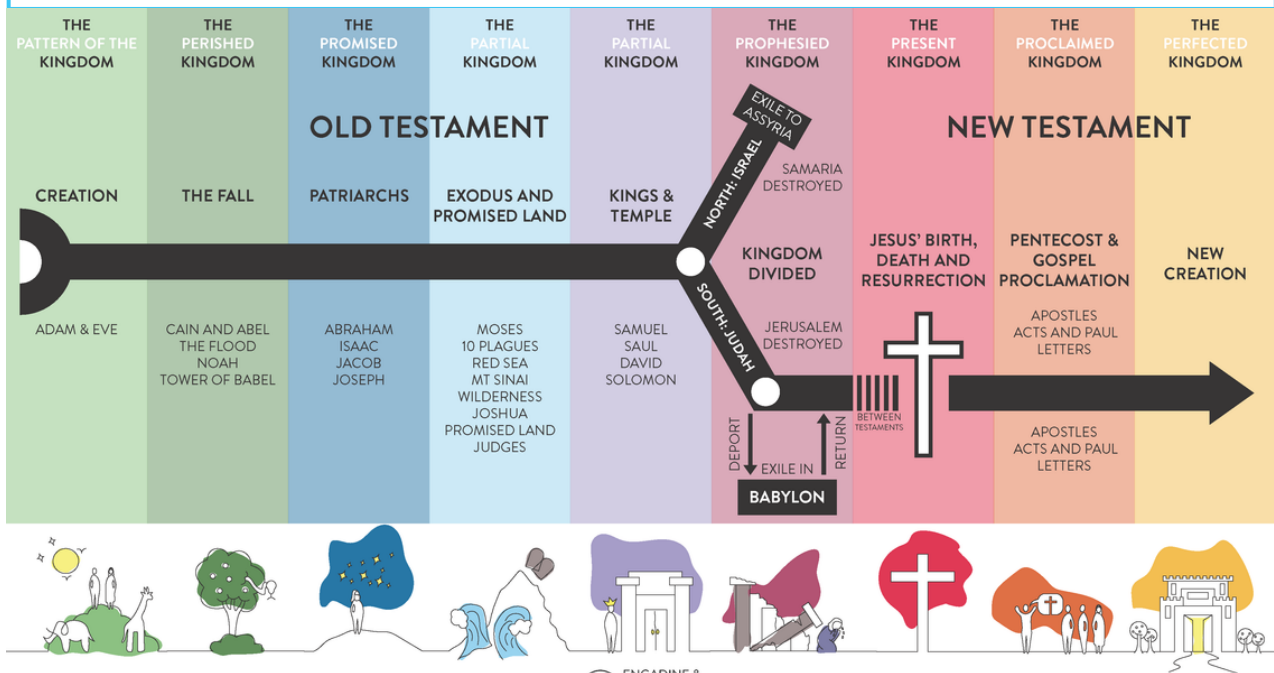 THE
PATTERN OF THE
KINGDOM
THE
PERISHED
KINGDOM
THE
PROMISED
KINGDOM
THE
PARTIAL
KINGDOM
THE
PARTIAL
KINGDOM
THE
PROPHESIED
KINGDOM
THE
PRESENT
KINGDOM
THE
PROCLAIMED
KINGDOM
THE
PERFECTED
KINGDOM
OLD TESTAMENT
NEW TESTAMENT
CREATION
THE FALL
PATRIARCHS
EXODUS AND
PROMISED LAND
KINGS &
TEMPLE
EXILE TO
ASSYRIA
NORTH: ISRAEL
SAMARIA
DESTROYED
KINGDOM
DIVIDED
SOUTH: JUDAH
JERUSALEM
DESTROYED
JESUS' BIRTH,
DEATH AND
RESURRECTION
PENTECOST &
GOSPEL
PROCLAMATION
NEW
CREATION
ADAM & EVE
CAIN AND ABEL
THE FLOOD
NOAH
TOWER OF BABEL
ABRAHAM
ISAAC
JACOB
JOSEPH
MOSES
10 PLAGUES
RED SEA
MT SINAI
WILDERNESS
JOSHUA
PROMISED LAND
JUDGES
SAMUEL
SAUL
DAVID
SOLOMON
DEPORT
EXILE IN
RETURN
BABYLON
BETWEEN
TESTAMENTS
APOSTLES
ACTS AND PAUL
LETTERS
APOSTLES
ACTS AND PAUL
LETTERS
ENGADINE &